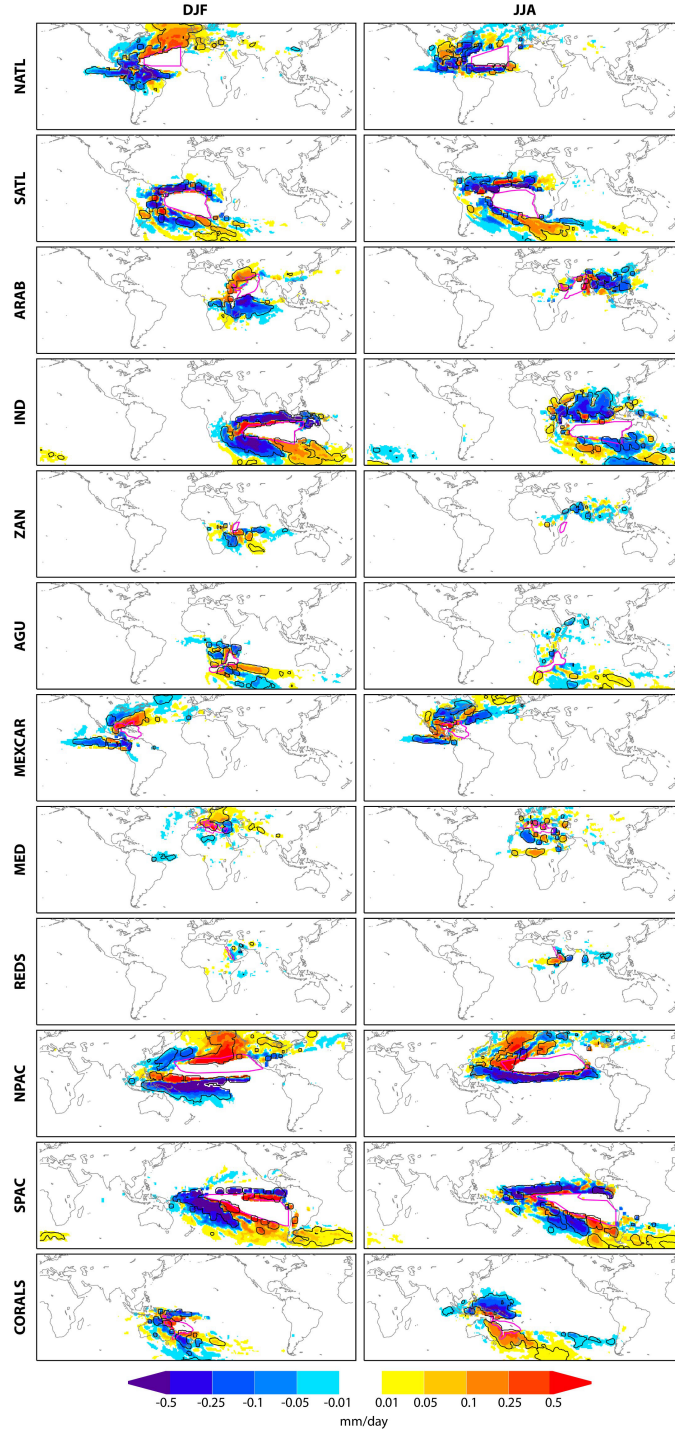 DJF
JJA
NATL
SATL
ARAB
IND
ZAN
AGU
MEXCAR
MED
REDS
NPAC
SPAC
CORALS
-0.5 -0.25 -0.1 -0.05 -0.01 0.01 0.05 0.1 0.25 0.5
mm/day